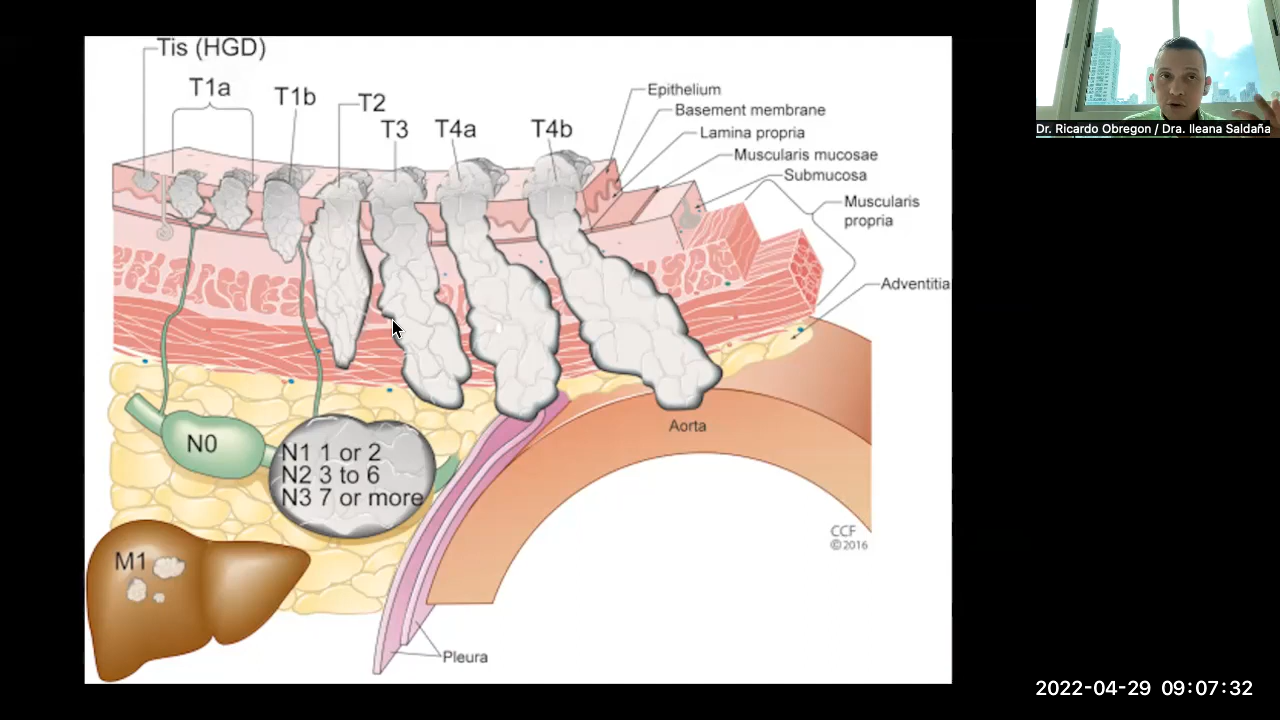 Tis (HGD)
T1a
T1b
T2
T3
T4a
T4b
Epithelium
Basement membrane
Lamina propria
Muscularis mucosae
Submucosa
Muscularis
propria
Adventitia
Aorta
N0
N1 1 or 2
N2 3 to 6
N3 7 or more
M1
Pleura
CCF
©2016
Dr. Ricardo Obregon / Dra. Ileana Saldaña
2022-04-29 09:07:32